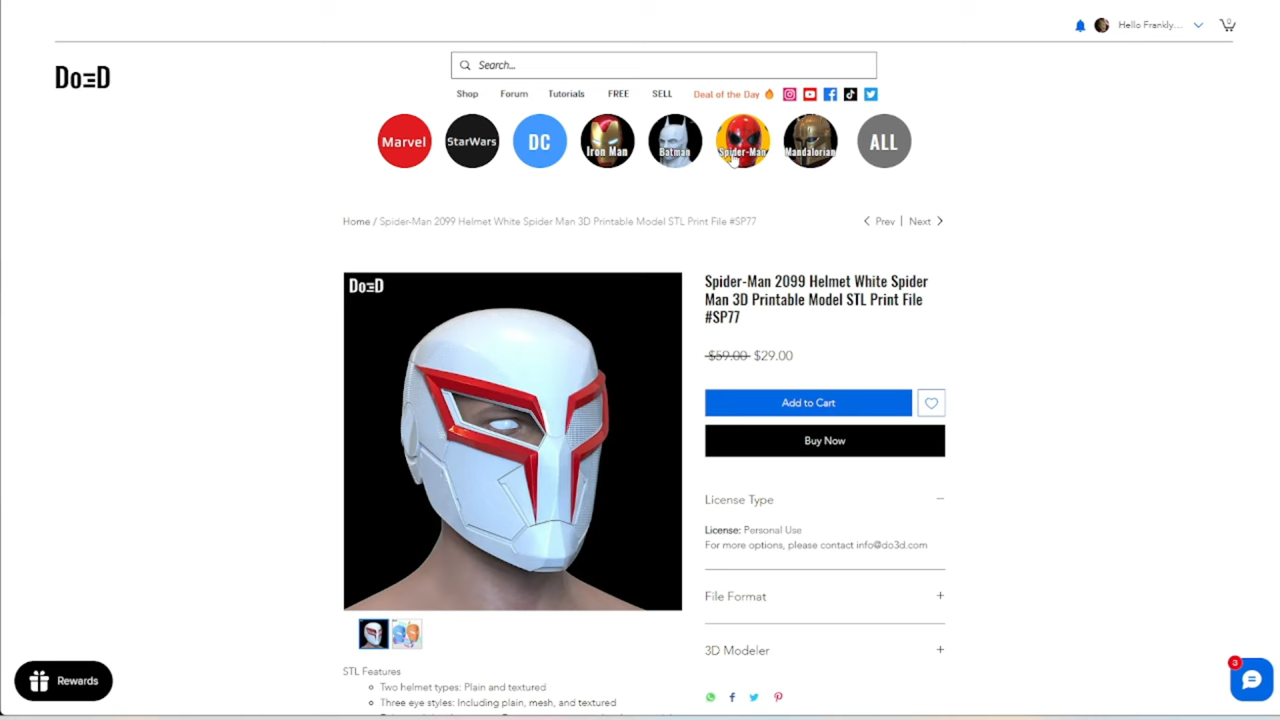 Hello Frankly...
0
DoED
Search...
Shop
Forum
Tutorials
FREE
SELL
Deal of the Day
Marvel
StarWars
DC
Iron Man
Batman
Spider-Man
Mandalorian
ALL
Home / Spider-Man 2099 Helmet White Spider Man 3D Printable Model STL Print File #SP77
Prev | Next
DoED
Spider-Man 2099 Helmet White Spider
Man 3D Printable Model STL Print File
#SP77
$59.00 $29.00
Add to Cart
Buy Now
License Type
License: Personal Use
For more options, please contact info@do3d.com
File Format
3D Modeler
STL Features
Two helmet types: Plain and textured
Three eye styles: Including plain, mesh, and textured
Rewards
3